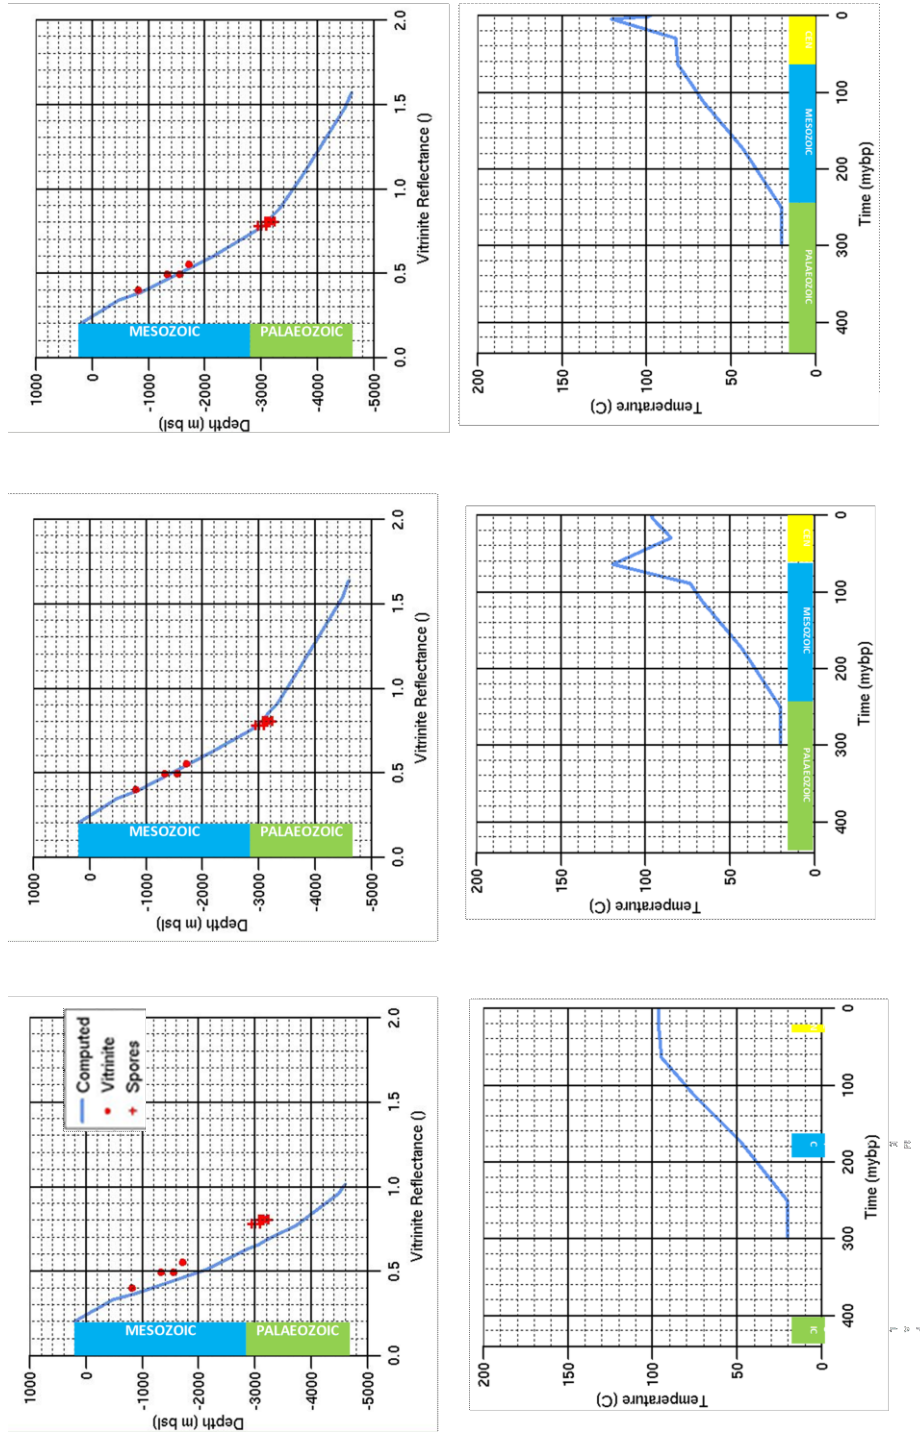 1000
0
-1000
-2000
-3000
-4000
-5000
Depth (m bsl)
0.0
0.5
1.0
1.5
2.0
Vitrinite Reflectance ()
MESOZOIC
PALAEOZOIC
200
150
100
50
0
Temperature (C)
400
300
200
100
0
Time (mybp)
PALAEOZOIC
MESOZOIC
CEN
1000
0
-1000
-2000
-3000
-4000
-5000
Depth (m bsl)
0.0
0.5
1.0
1.5
2.0
Vitrinite Reflectance ()
MESOZOIC
PALAEOZOIC
200
150
100
50
0
Temperature (C)
400
300
200
100
0
Time (mybp)
PALAEOZOIC
MESOZOIC
CEN
1000
0
-1000
-2000
-3000
-4000
-5000
Depth (m bsl)
0.0
0.5
1.0
1.5
2.0
Vitrinite Reflectance ()
MESOZOIC
PALAEOZOIC
Computed
Vitrinite
Spores
200
150
100
50
0
Temperature (C)
400
300
200
100
0
Time (mybp)
IC
C